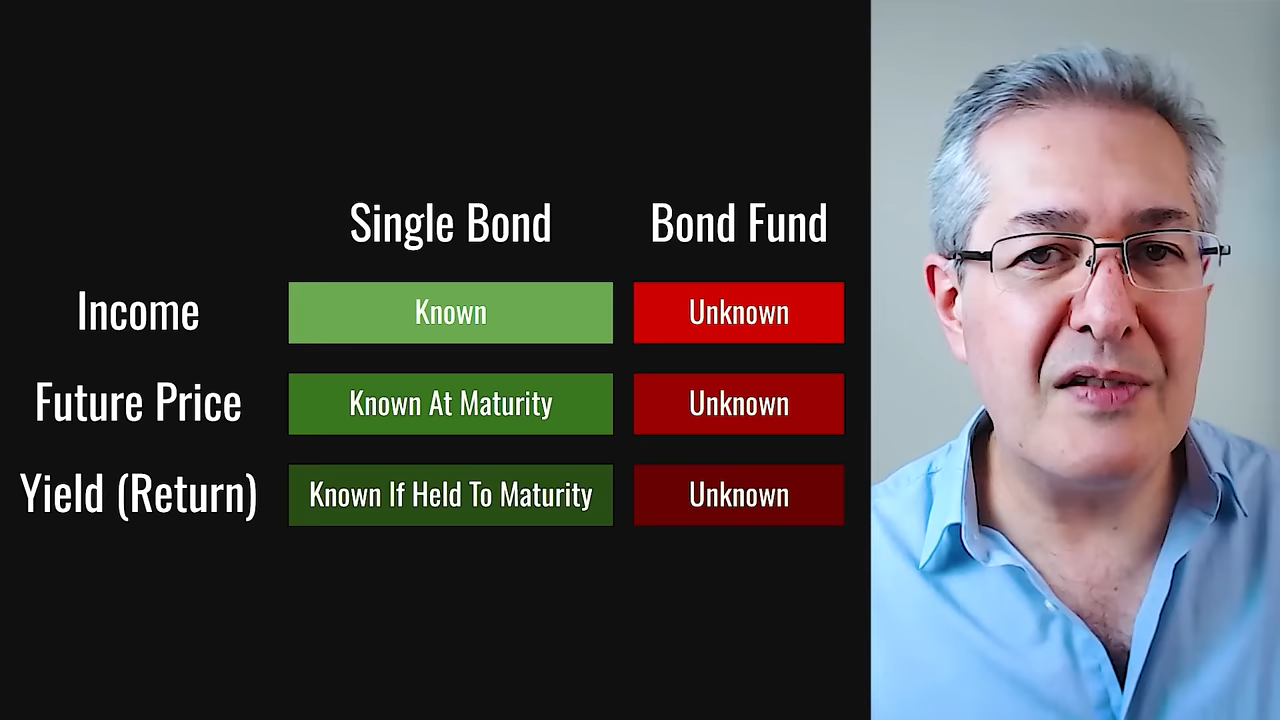 Single Bond Bond Fund
Income Known Unknown
Future Price Known At Maturity Unknown
Yield (Return) Known If Held To Maturity Unknown